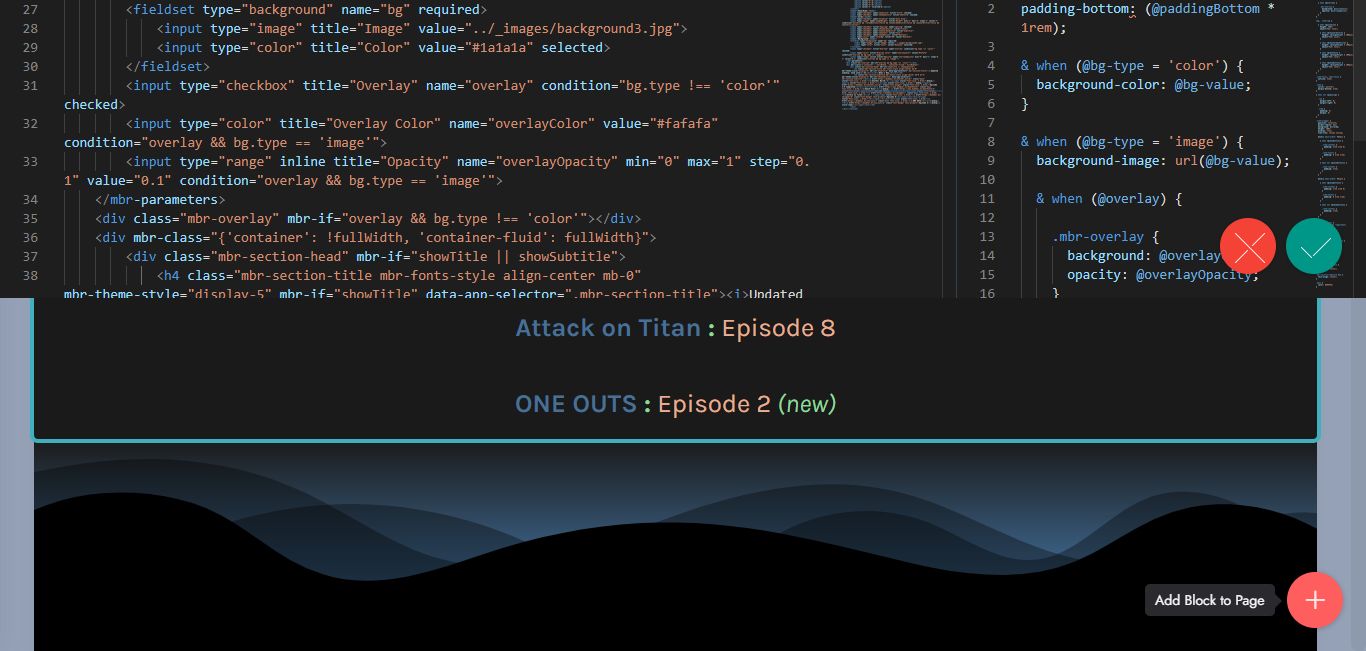 27 <fieldset type="background" name="bg" required>
28 <input type="image" title="Image" value="../_images/background3.jpg">
29 <input type="color" title="Color" value="#1a1a1a" selected>
30 </fieldset>
31 <input type="checkbox" title="Overlay" name="overlay" condition="bg.type !== 'color'"
checked>
32 <input type="color" title="Overlay Color" name="overlayColor" value="#fafafa"
condition="overlay && bg.type == 'image'">
33 <input type="range" inline title="Opacity" name="overlayOpacity" min="0" max="1" step="0.
1" value="0.1" condition="overlay && bg.type == 'image'">
34 </mbr-parameters>
35 <div class="mbr-overlay" mbr-if="overlay && bg.type !== 'color'"></div>
36 <div mbr-class="{'container': !fullWidth, 'container-fluid': fullWidth}">
37 <div class="mbr-section-head" mbr-if="showTitle || showSubtitle">
38 <h4 class="mbr-section-title mbr-fonts-style align-center mb-0"
mbr-theme-style="display-5" mbr-if="showTitle" data-app-selector=".mbr-section-title"><i>Updated
2 padding-bottom: (@paddingBottom *
1rem);
3
4 & when (@bg-type = 'color') {
5 background-color: @bg-value;
6 }
7
8 & when (@bg-type = 'image') {
9 background-image: url(@bg-value);
10
11 & when (@overlay) {
12
13 .mbr-overlay {
14 background: @overlay
15 opacity: @overlayOpacity;
16 }
Attack on Titan : Episode 8
ONE OUTS : Episode 2 (new)
Add Block to Page